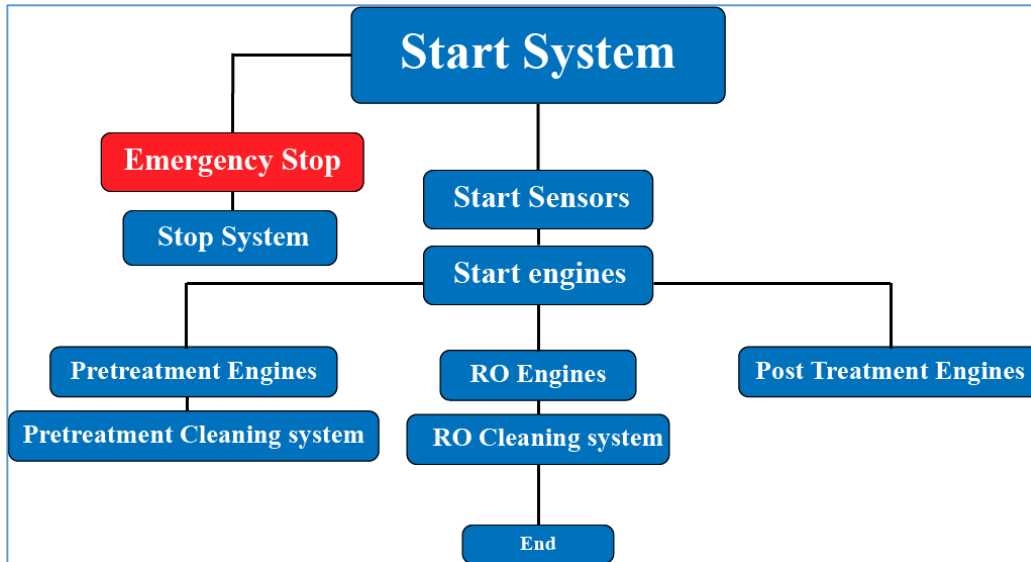 Start System
Emergency Stop
Stop System
Start Sensors
Start engines
Pretreatment Engines
RO Engines
Post Treatment Engines
Pretreatment Cleaning system
RO Cleaning system
End